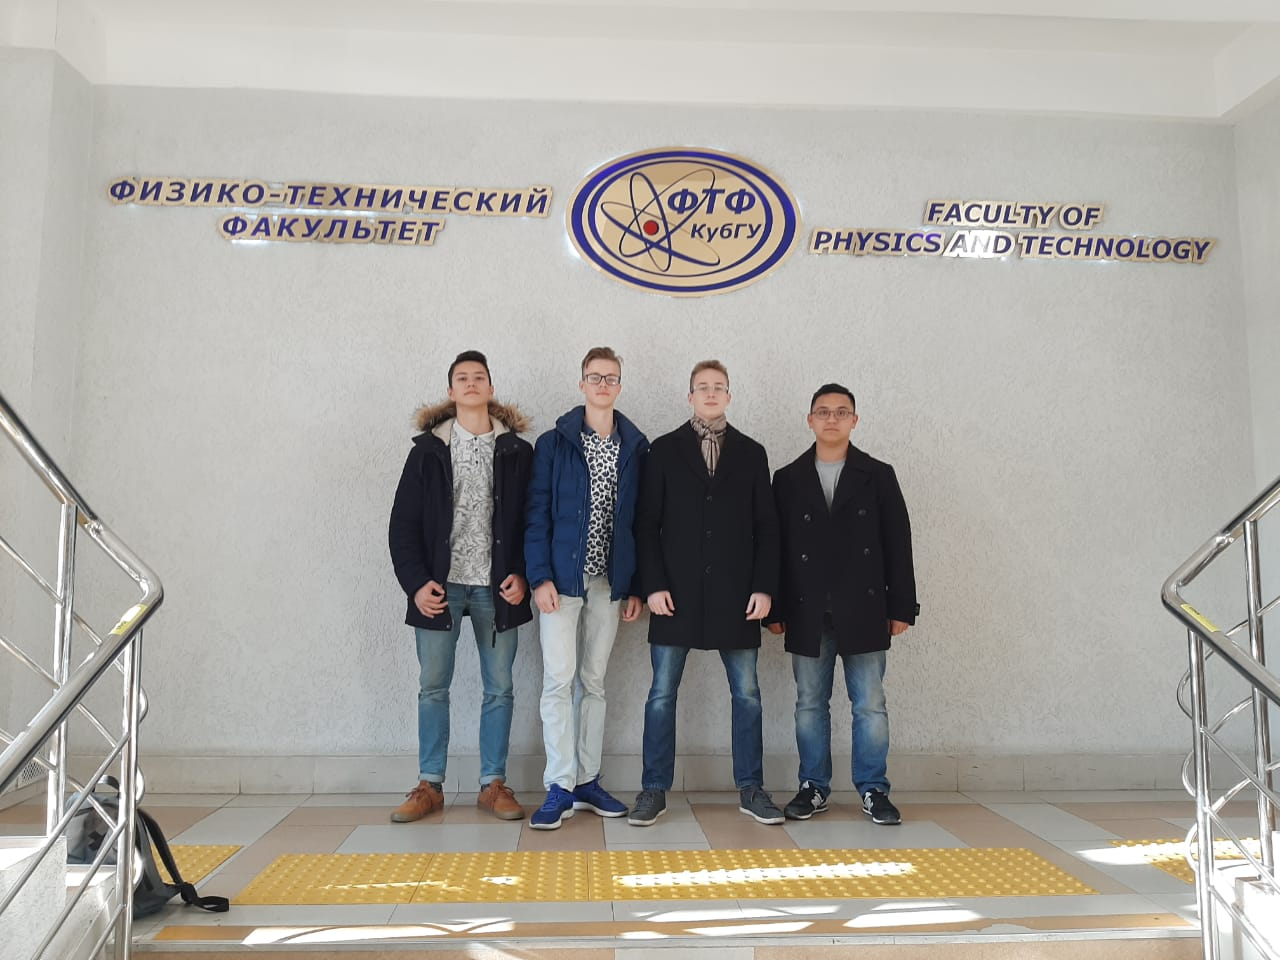 ФИЗИКО-ТЕХНИЧЕСКИЙ
ФАКУЛЬТЕТ
ФТФ
КубГУ
FACULTY OF
PHYSICS AND TECHNOLOGY